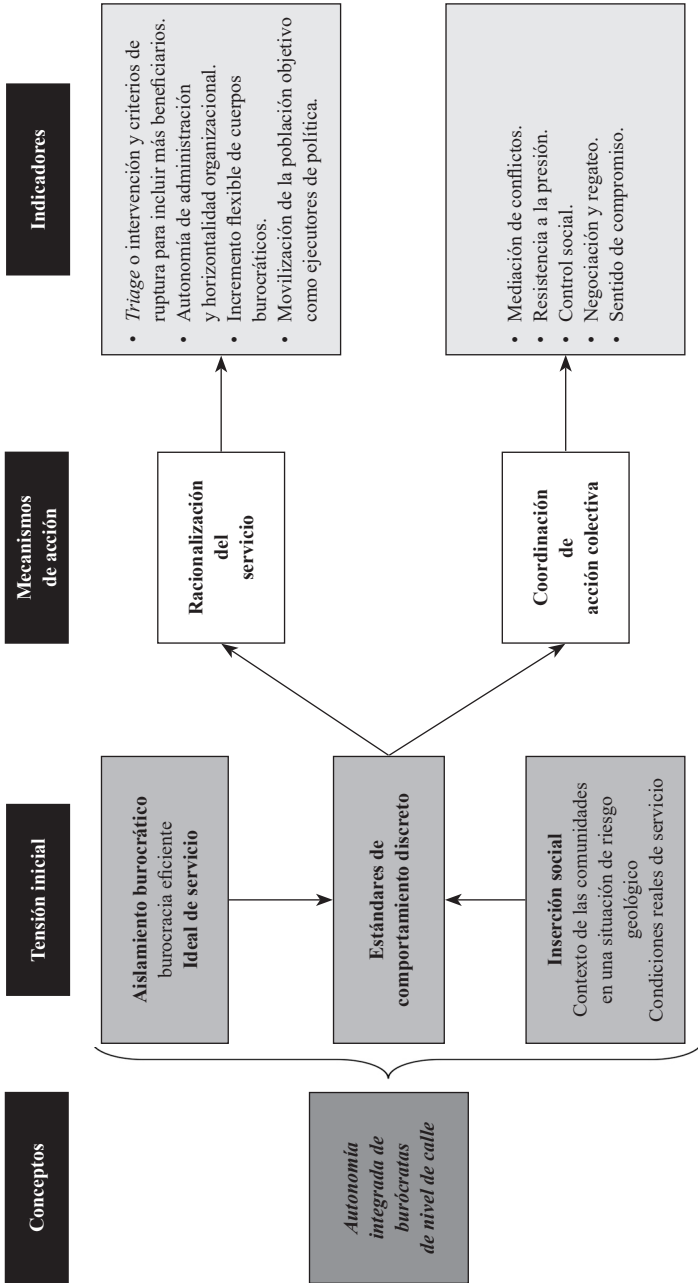 Conceptos
Tensión inicial
Mecanismos
de acción
Indicadores
Autonomía
integrada de
burócratas
de nivel de calle
Aislamiento burocrático
burocracia eficiente
Ideal de servicio
Estándares de
comportamiento discreto
Inserción social
Contexto de las comunidades
en una situación de riesgo
geológico
Condiciones reales de servicio
Racionalización
del
servicio
Coordinación
de
acción colectiva
• Triage o intervención y criterios de
ruptura para incluir más beneficiarios.
• Autonomía de administración
y horizontalidad organizacional.
• Incremento flexible de cuerpos
burocráticos.
• Movilización de la población objetivo
como ejecutores de política.
• Mediación de conflictos.
• Resistencia a la presión.
• Control social.
• Negociación y regateo.
• Sentido de compromiso.